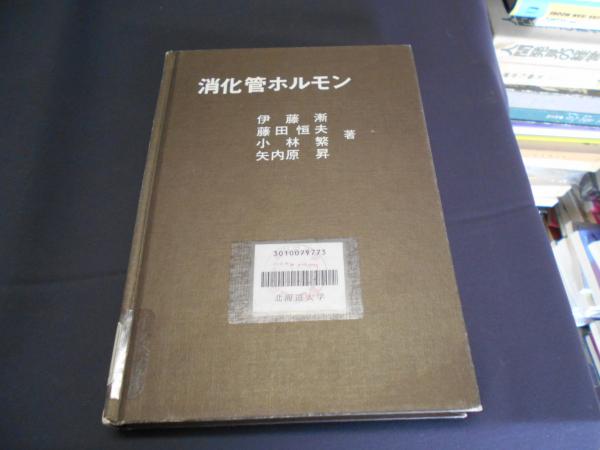 消化管ホルモン
伊藤 漸
藤田 恒夫
小林 繁
矢内原 昇
著
3010079773
北海道大学